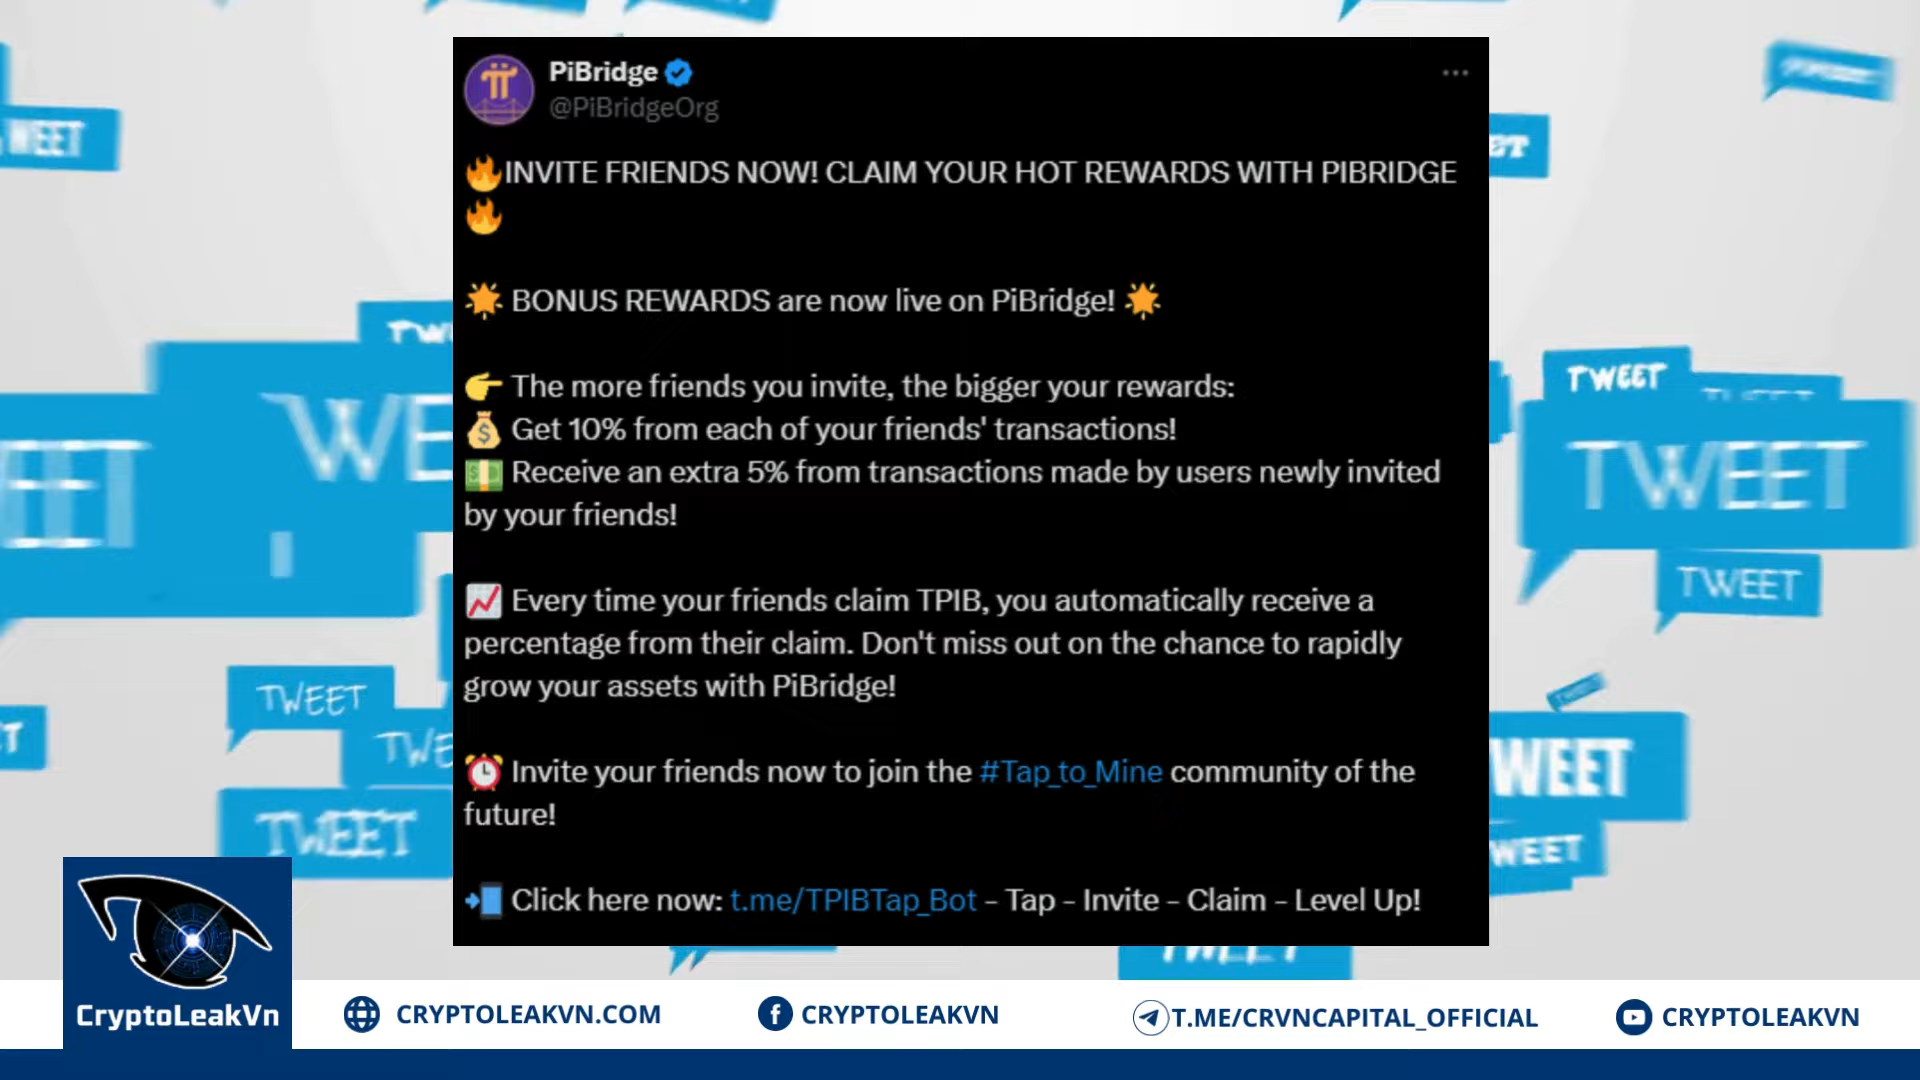 PiBridge
@PiBridgeOrg
🔥INVITE FRIENDS NOW! CLAIM YOUR HOT REWARDS WITH PIBRIDGE
🔥
🌟 BONUS REWARDS are now live on PiBridge! 🌟
👉 The more friends you invite, the bigger your rewards:
💰 Get 10% from each of your friends' transactions!
💵 Receive an extra 5% from transactions made by users newly invited
by your friends!
📈 Every time your friends claim TPIB, you automatically receive a
percentage from their claim. Don't miss out on the chance to rapidly
grow your assets with PiBridge!
⏰ Invite your friends now to join the #Tap_to_Mine community of the
future!
📲 Click here now: t.me/TPIBTap_Bot – Tap – Invite – Claim – Level Up!
TWEET
TWEET
TWEET
TWEET
TWEET
CryptoLeakVn
CRYPTOLEAKVN.COM
CRYPTOLEAKVN
T.ME/CRVNCAPITAL_OFFICIAL
CRYPTOLEAKVN